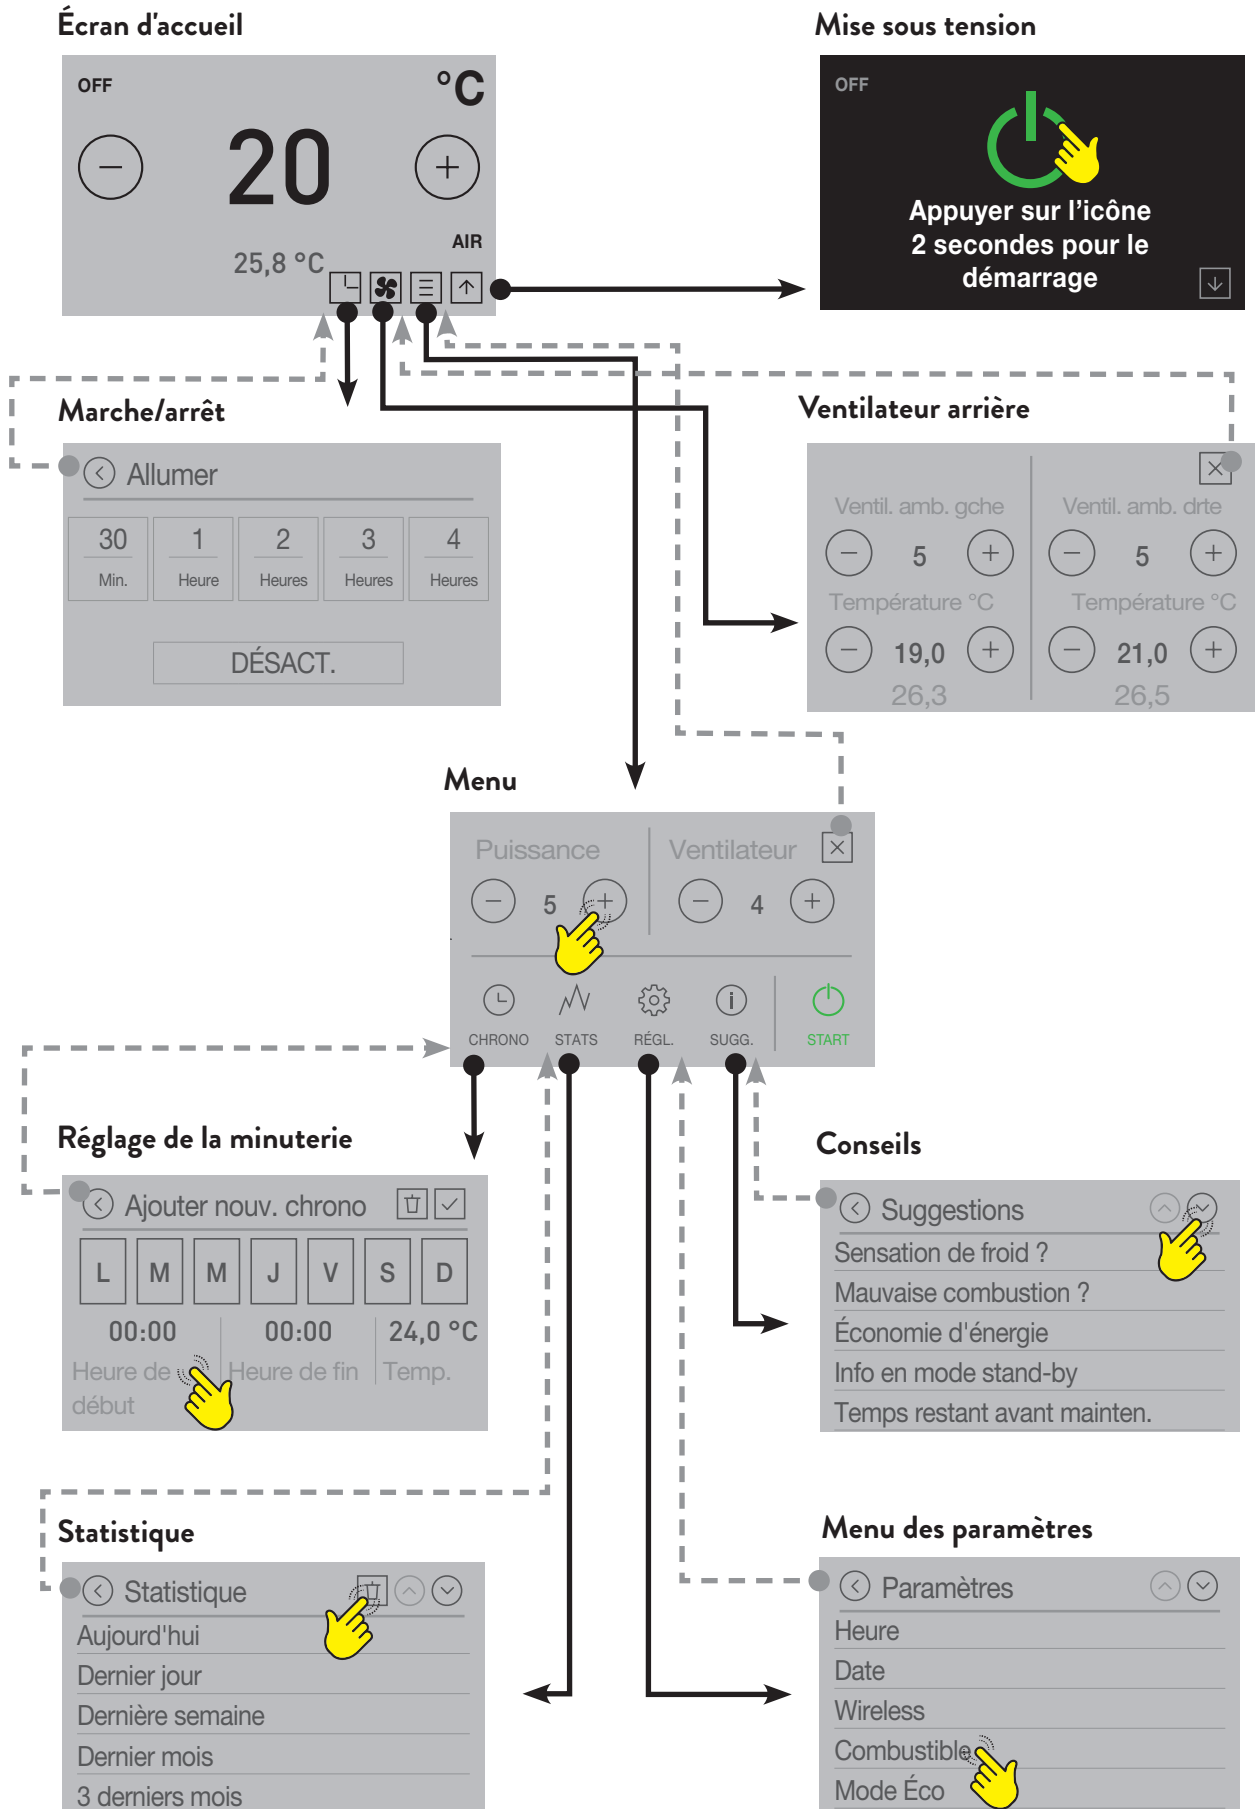 Écran d'accueil
OFF
°C
20
AIR
25,8 °C
Mise sous tension
OFF
Appuyer sur l’icône
2 secondes pour le
démarrage
Marche/arrêt
Allumer
30 1 2 3 4
Min. Heure Heures Heures Heures
DÉSACT.
Ventilateur arrière
Ventil. amb. gche Ventil. amb. drte
5 5
Température °C Température °C
19,0 21,0
26,3 26,5
Menu
Puissance Ventilateur
5 4
CHRONO STATS RÉGL. SUGG. START
Réglage de la minuterie
Ajouter nouv. chrono
L M M J V S D
00:00 00:00 24,0 °C
Heure de Heure de fin Temp.
début
Conseils
Suggestions
Sensation de froid ?
Mauvaise combustion ?
Économie d'énergie
Info en mode stand-by
Temps restant avant mainten.
Statistique
Statistique
Aujourd'hui
Dernier jour
Dernière semaine
Dernier mois
3 derniers mois
Menu des paramètres
Paramètres
Heure
Date
Wireless
Combustible
Mode Éco